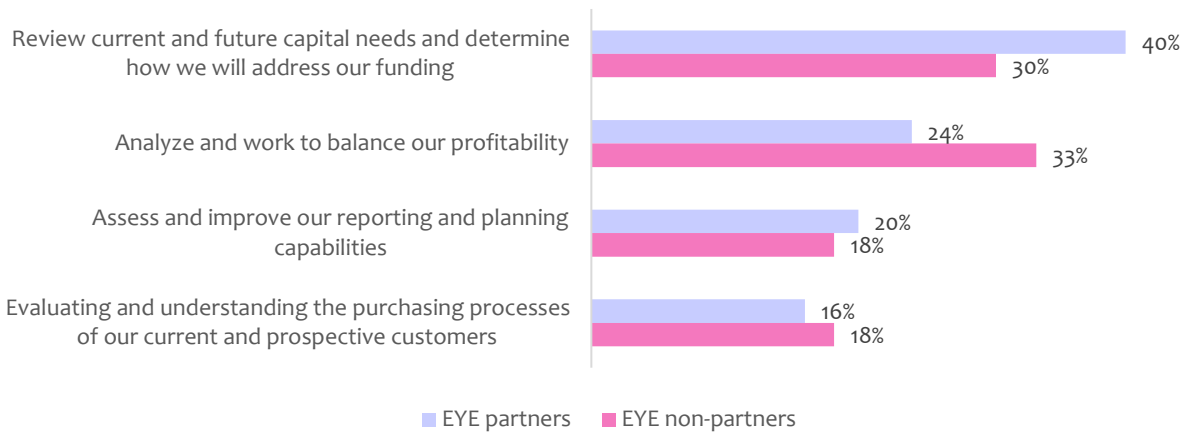 Review current and future capital needs and determine
how we will address our funding
40%
30%
Analyze and work to balance our profitability
24%
33%
Assess and improve our reporting and planning
capabilities
20%
18%
Evaluating and understanding the purchasing processes
of our current and prospective customers
16%
18%
EYE partners
EYE non-partners